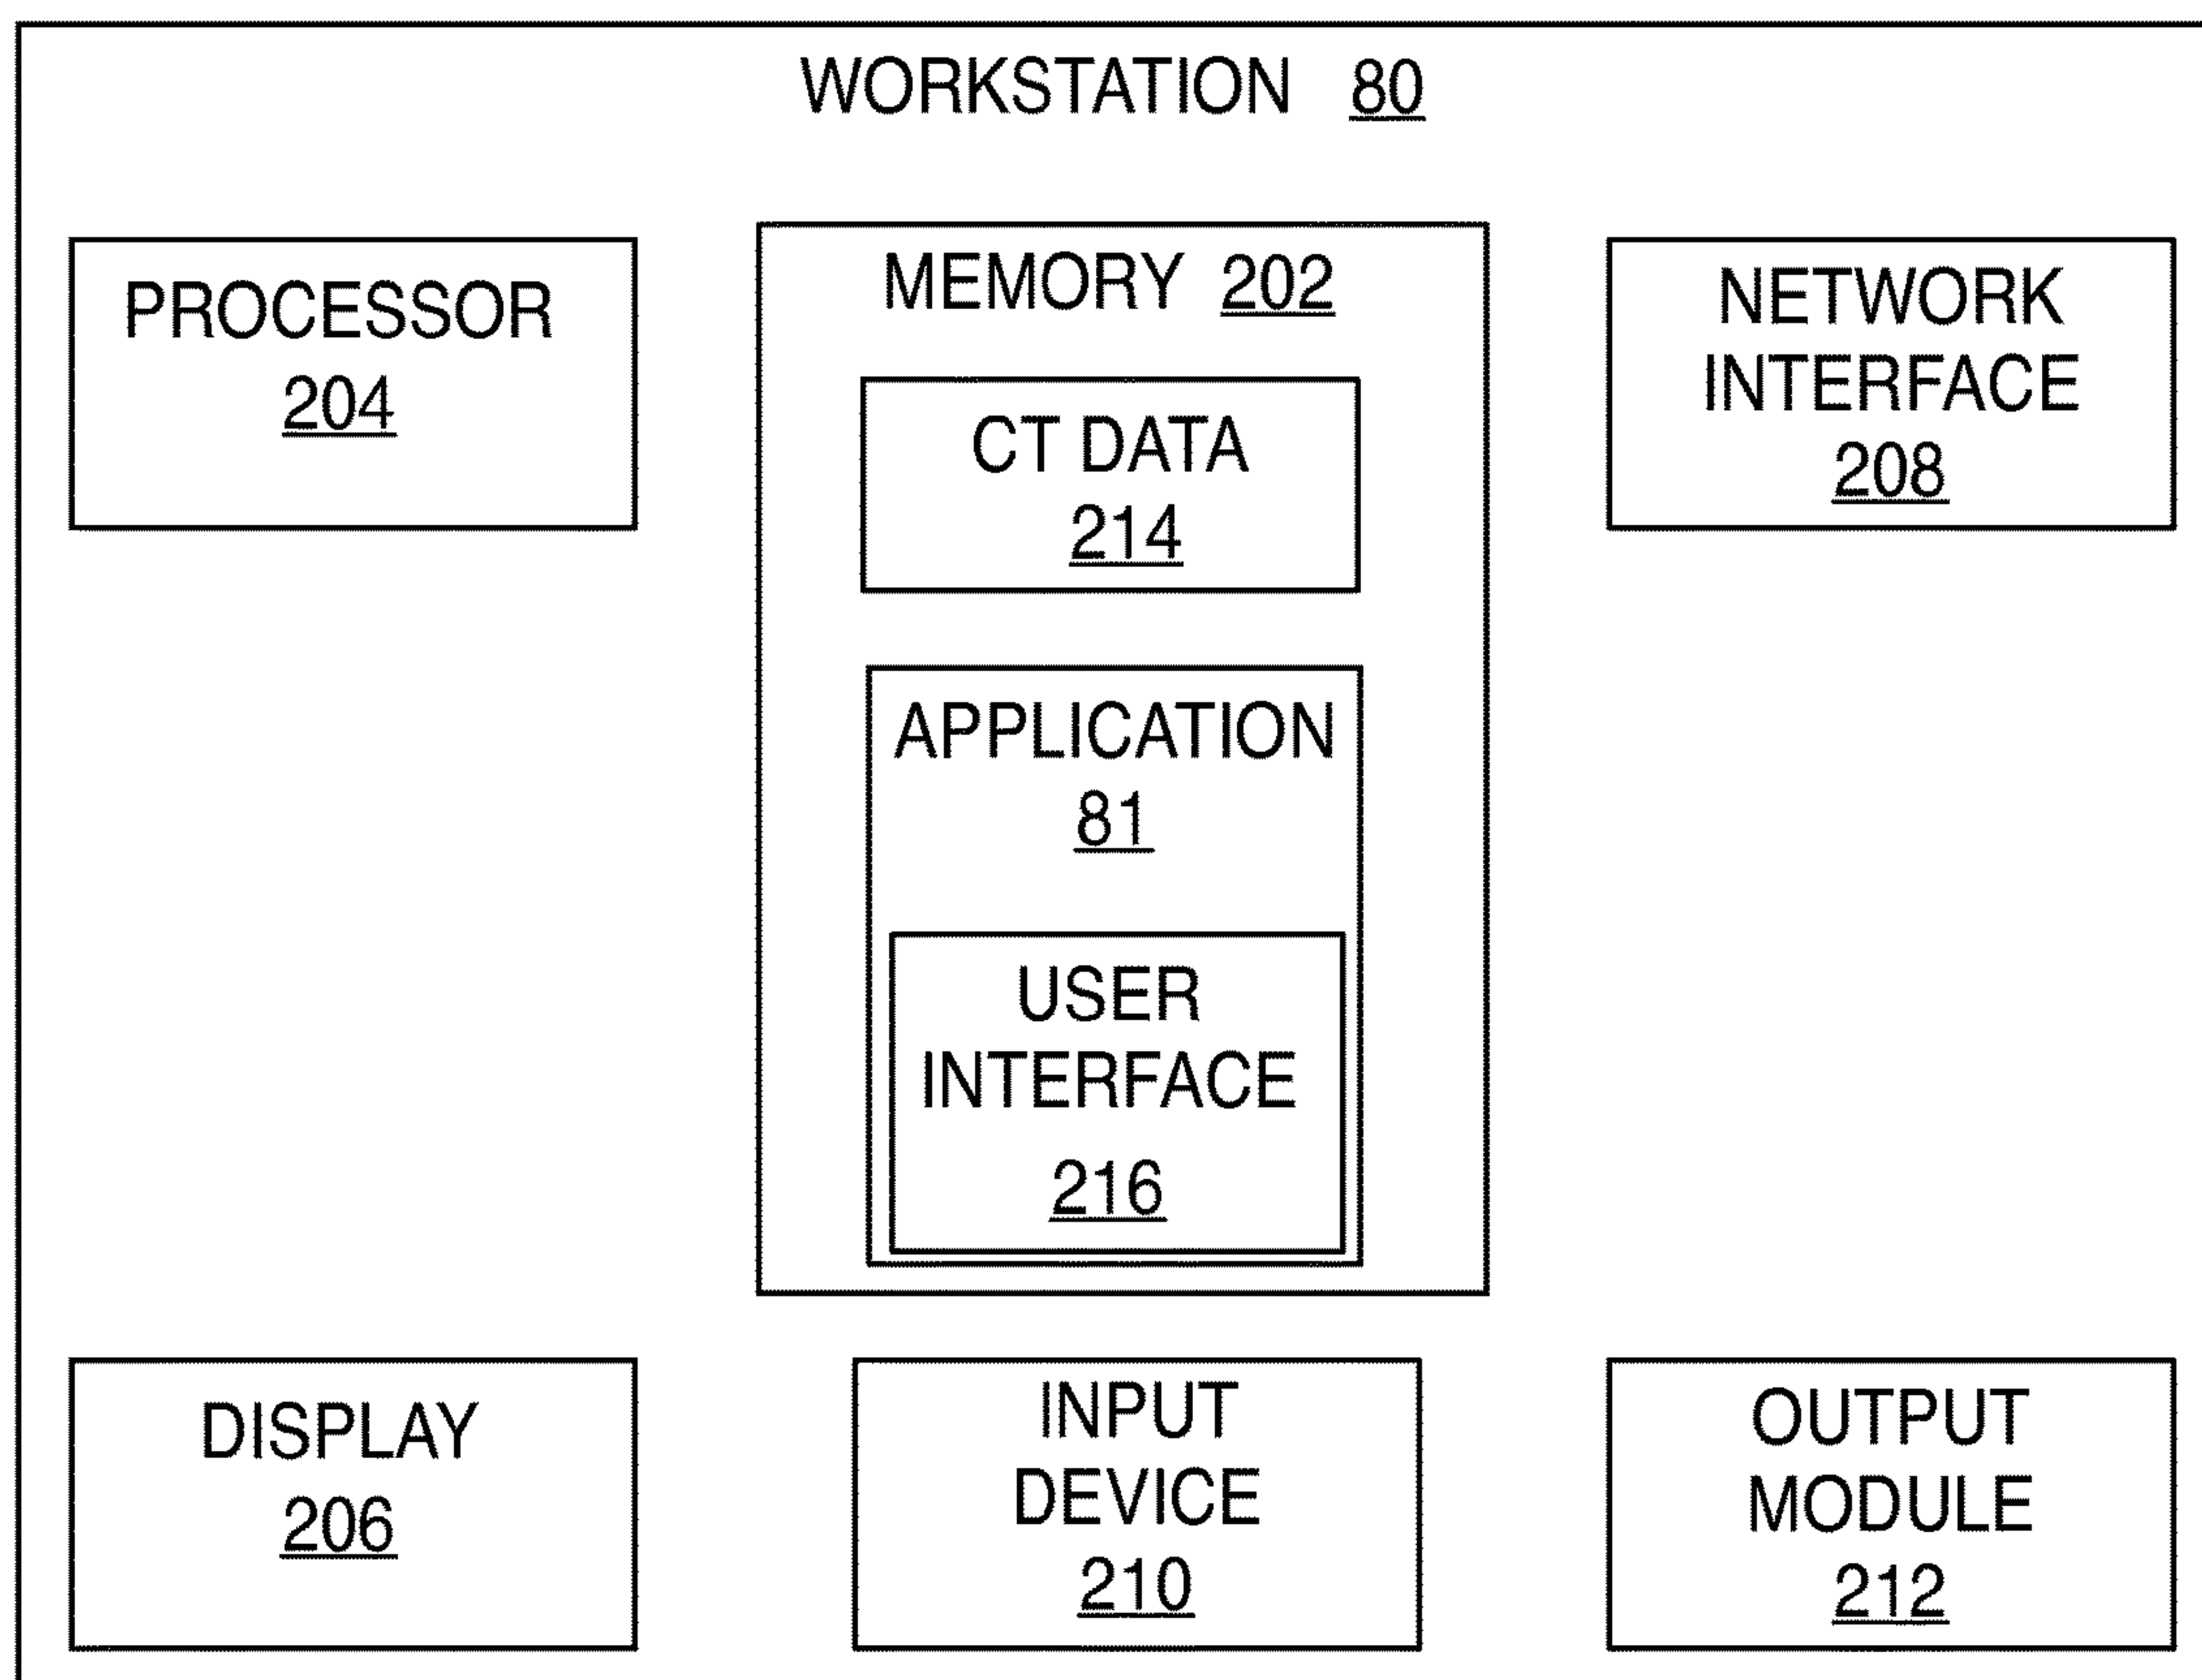 WORKSTATION 80
PROCESSOR
204
MEMORY 202
CT DATA
214
APPLICATION
81
USER
INTERFACE
216
NETWORK
INTERFACE
208
DISPLAY
206
INPUT
DEVICE
210
OUTPUT
MODULE
212